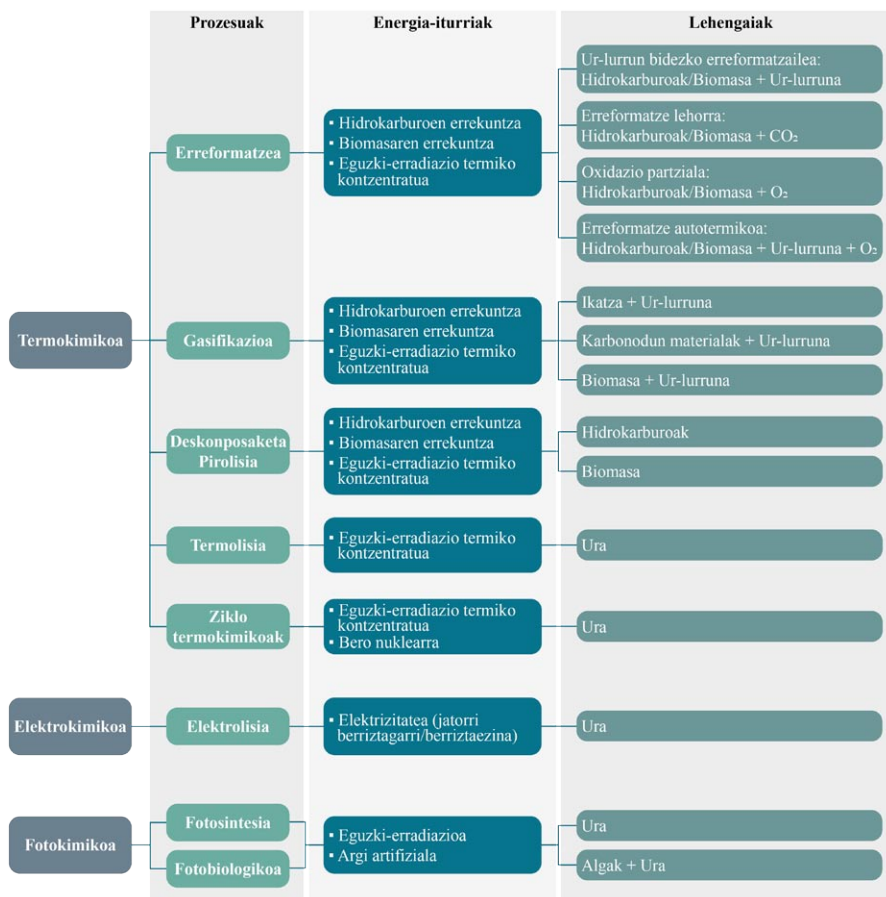 Prozesuak
Energia-iturriak
Lehengaiak
Termokimikoa
Erreformatzea
▪ Hidrokarburoen errekuntza
▪ Biomasaren errekuntza
▪ Eguzki-erradiazio termiko
kontzentratua
Ur-lurrun bidezko erreformatzailea:
Hidrokarburoak/Biomasa + Ur-lurruna
Erreformatze lehorra:
Hidrokarburoak/Biomasa + CO₂
Oxidazio partziala:
Hidrokarburoak/Biomasa + O₂
Erreformatze autotermikoa:
Hidrokarburoak/Biomasa + Ur-lurruna + O₂
Gasifikazioa
▪ Hidrokarburoen errekuntza
▪ Biomasaren errekuntza
▪ Eguzki-erradiazio termiko
kontzentratua
Ikatza + Ur-lurruna
Karbonodun materialak + Ur-lurruna
Biomasa + Ur-lurruna
Deskonposaketa
Pirolisia
▪ Hidrokarburoen errekuntza
▪ Biomasaren errekuntza
▪ Eguzki-erradiazio termiko
kontzentratua
Hidrokarburoak
Biomasa
Termolisia
▪ Eguzki-erradiazio termiko
kontzentratua
Ura
Ziklo
termokimikoak
▪ Eguzki-erradiazio termiko
kontzentratua
▪ Bero nuklearra
Ura
Elektrokimikoa
Elektrolisia
▪ Elektrizitatea (jatorri
berriztagarri/berriztaezina)
Ura
Fotokimikoa
Fotosintesia
Fotobiologikoa
▪ Eguzki-erradiazioa
▪ Argi artifiziala
Ura
Algak + Ura